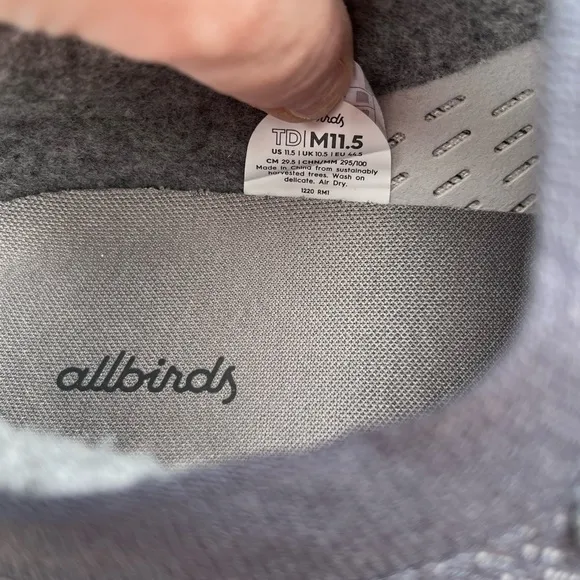 TD|M11.5
US 11.5 | UK 10.5 | EU 44.5
CM 29.5 | CHN/MM 295/100
Made in China from sustainably
harvested trees. Wash on
delicate. Air Dry.
1220 RM1
allbirds